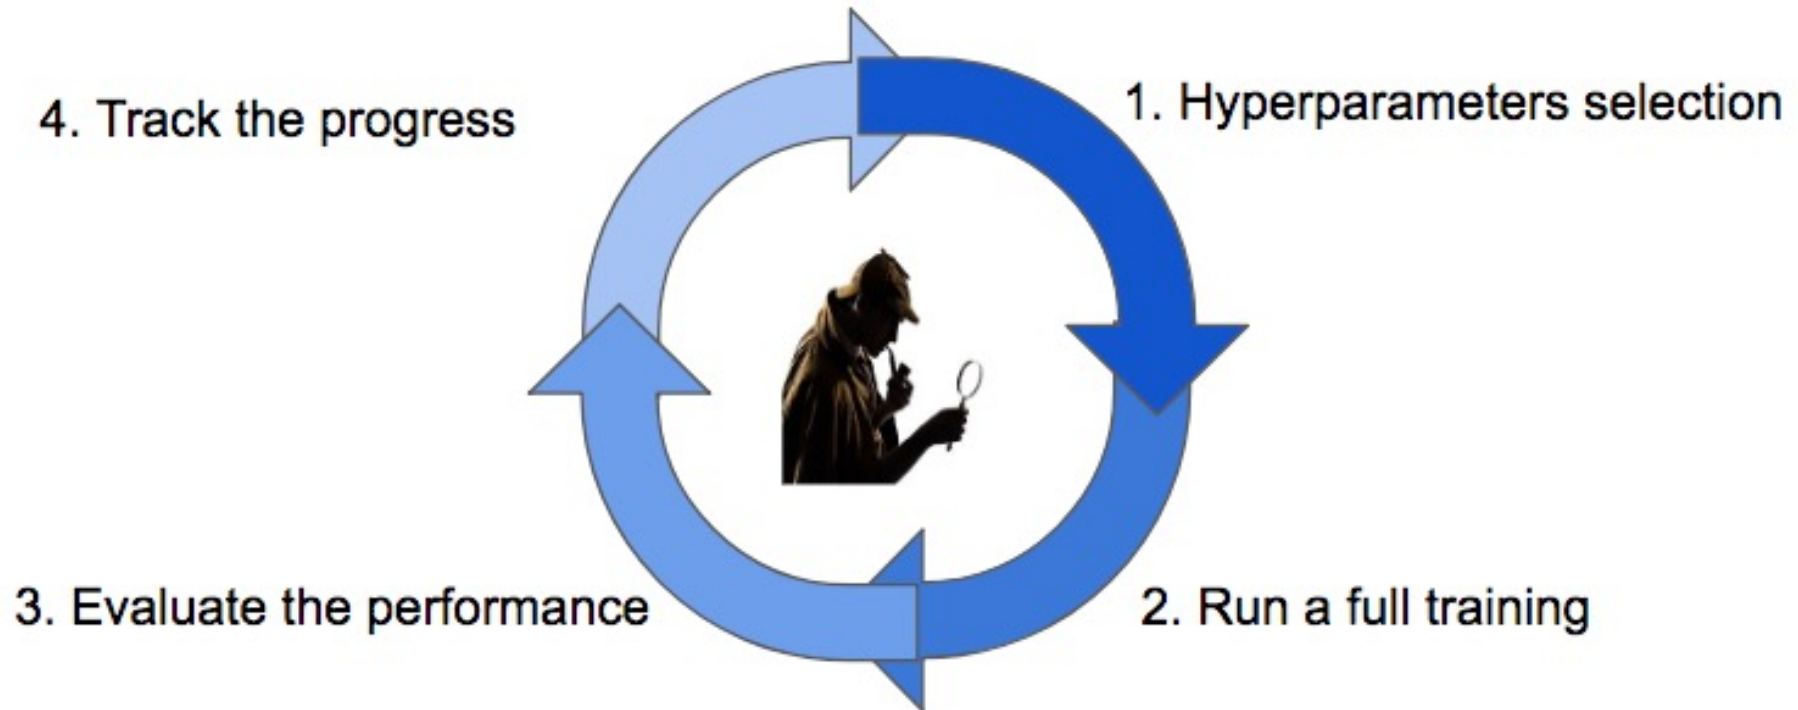 4. Track the progress
1. Hyperparameters selection
3. Evaluate the performance
2. Run a full training